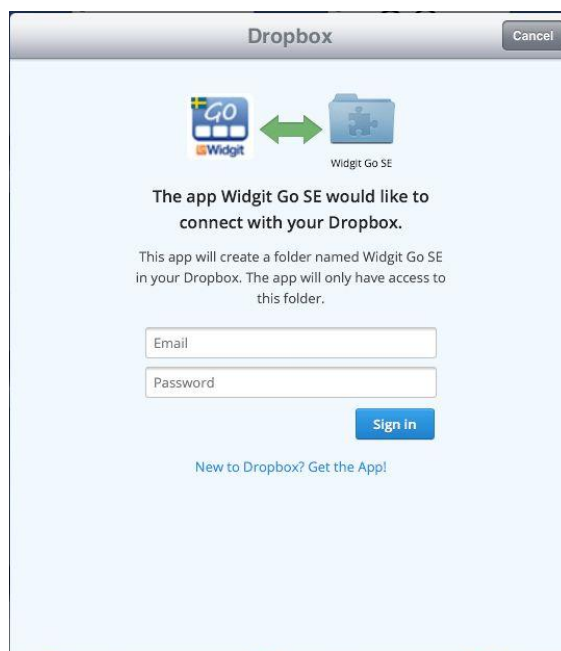 Dropbox
Cancel
GO
Widgit
Widgit Go SE
The app Widgit Go SE would like to
connect with your Dropbox.
This app will create a folder named Widgit Go SE
in your Dropbox. The app will only have access to
this folder.
Email
Password
Sign in
New to Dropbox? Get the App!